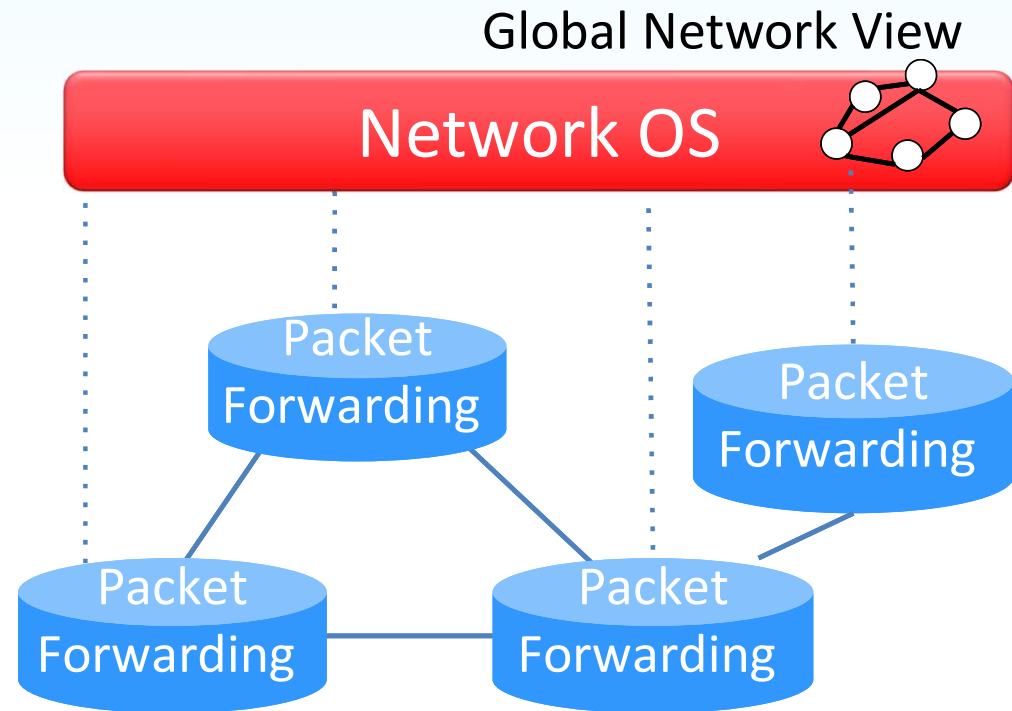 Global Network View
Network OS
Packet
Forwarding
Packet
Forwarding
Packet
Forwarding
Packet
Forwarding